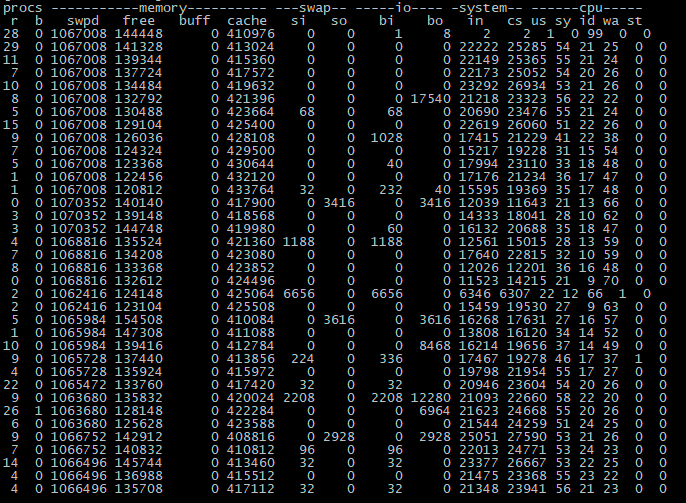 procs -----------memory---------- ---swap-- -----io---- -system-- ------cpu-----
r b swpd free buff cache si so bi bo in cs us sy id wa st
28 0 1067008 144448 0 410976 0 0 1 8 2 2 1 0 99 0 0
29 0 1067008 141328 0 413024 0 0 0 0 22222 25285 54 21 25 0 0
11 0 1067008 139344 0 415360 0 0 0 0 22149 25365 55 21 24 0 0
7 0 1067008 137724 0 417572 0 0 0 0 22173 25052 54 20 26 0 0
10 0 1067008 134484 0 419632 0 0 0 0 23292 26934 53 21 26 0 0
8 0 1067008 132792 0 421396 0 0 0 17540 21218 23323 56 22 22 0 0
5 0 1067008 130488 0 423664 68 0 68 0 20690 23476 55 21 24 0 0
15 0 1067008 129104 0 425400 0 0 0 0 22619 26060 51 22 26 0 0
9 0 1067008 126036 0 428108 0 0 1028 0 17415 21229 41 22 38 0 0
7 0 1067008 124324 0 429500 0 0 0 0 15217 19228 31 15 54 0 0
5 0 1067008 123368 0 430644 0 0 40 0 17994 23110 33 18 48 0 0
1 0 1067008 122456 0 432120 0 0 0 0 17176 21234 36 17 47 0 0
1 0 1067008 120812 0 433764 32 0 232 40 15595 19369 35 17 48 0 0
0 0 1070352 140140 0 417900 0 3416 0 3416 12039 11643 21 13 66 0 0
3 0 1070352 139148 0 418568 0 0 0 0 14333 18041 28 10 62 0 0
3 0 1070352 144748 0 419980 0 0 60 0 16132 20688 35 18 47 0 0
4 0 1068816 135524 0 421360 1188 0 1188 0 12561 15015 28 13 59 0 0
7 0 1068816 134208 0 423080 0 0 0 0 17640 22815 32 10 59 0 0
8 0 1068816 133368 0 423852 0 0 0 0 12026 12201 36 16 48 0 0
0 0 1068816 132612 0 424496 0 0 0 0 11523 14215 21 9 70 0 0
2 0 1062416 124148 0 425064 6656 0 6656 0 6346 6307 22 12 66 1 0
2 0 1062416 123104 0 425508 0 0 0 0 15459 19530 27 9 63 0 0
5 0 1065984 154508 0 410084 0 3616 0 3616 16268 17631 27 16 57 0 0
1 0 1065984 147308 0 411088 0 0 0 0 13808 16120 34 14 52 0 0
10 0 1065984 139416 0 412784 0 0 0 8468 16214 19656 37 14 49 0 0
9 0 1065728 137440 0 413856 224 0 336 0 17467 19278 46 17 37 1 0
4 0 1065728 135924 0 415972 0 0 0 0 19798 21954 55 17 27 0 0
22 0 1065472 133760 0 417420 32 0 32 0 20946 23604 54 20 26 0 0
9 0 1063680 135832 0 420024 2208 0 2208 12280 21093 22660 58 22 20 0 0
26 1 1063680 128148 0 422284 0 0 0 6964 21623 24668 55 20 26 0 0
6 0 1063680 125628 0 423588 0 0 0 0 21544 24259 51 24 25 0 0
9 0 1066752 142912 0 408816 0 2928 0 2928 25051 27590 53 21 26 0 0
7 0 1066752 140832 0 410812 96 0 96 0 22013 24771 53 24 23 0 0
14 0 1066496 145744 0 413460 32 0 32 0 23377 26667 53 22 25 0 0
4 0 1066496 136988 0 415512 0 0 0 0 21475 23368 55 23 22 0 0
4 0 1066496 135708 0 417112 32 0 32 0 21348 23941 56 21 23 0 0